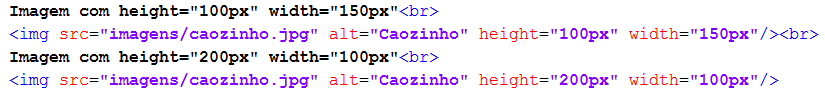 Imagem com height="100px" width="150px"<br>
<img src="imagens/caozinho.jpg" alt="Caozinho" height="100px" width="150px"/><br>
Imagem com height="200px" width="100px"<br>
<img src="imagens/caozinho.jpg" alt="Caozinho" height="200px" width="100px"/>